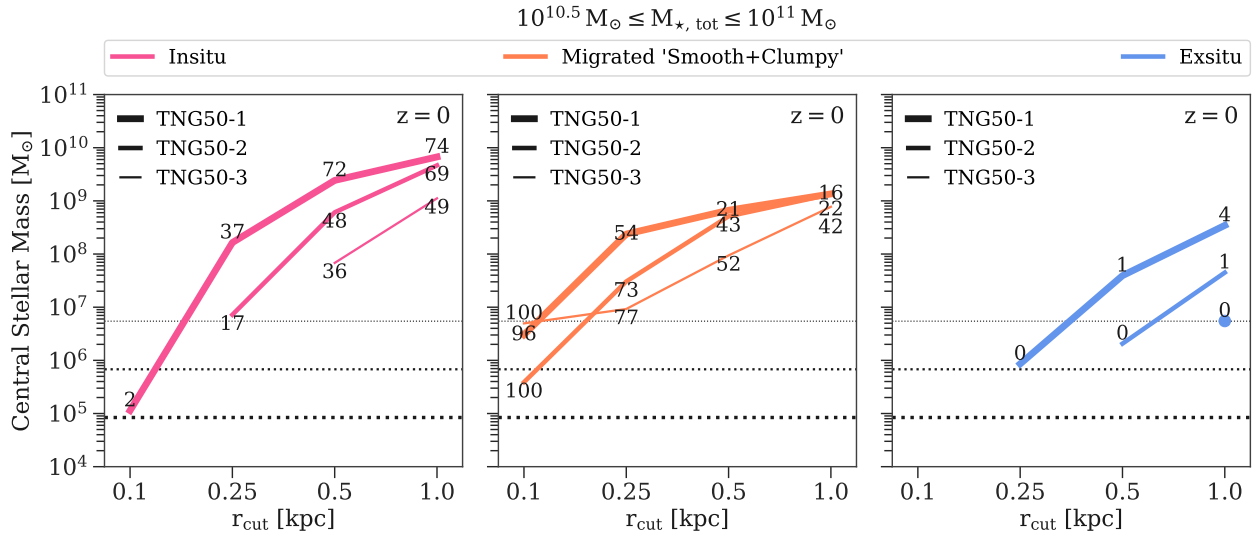 10^10.5 M⊙ ≤ M⋆, tot ≤ 10^11 M⊙
Insitu
Migrated 'Smooth+Clumpy'
Exsitu
Central Stellar Mass [M⊙]
10^11
10^10
10^9
10^8
10^7
10^6
10^5
10^4
TNG50-1
TNG50-2
TNG50-3
z = 0
2
37
72
74
17
48
69
36
49
0.1 0.25 0.5 1.0
r_cut [kpc]
TNG50-1
TNG50-2
TNG50-3
z = 0
96
54
21
16
100
73
43
22
100
77
52
42
0.1 0.25 0.5 1.0
r_cut [kpc]
TNG50-1
TNG50-2
TNG50-3
z = 0
0
1
4
0
1
0
0.1 0.25 0.5 1.0
r_cut [kpc]